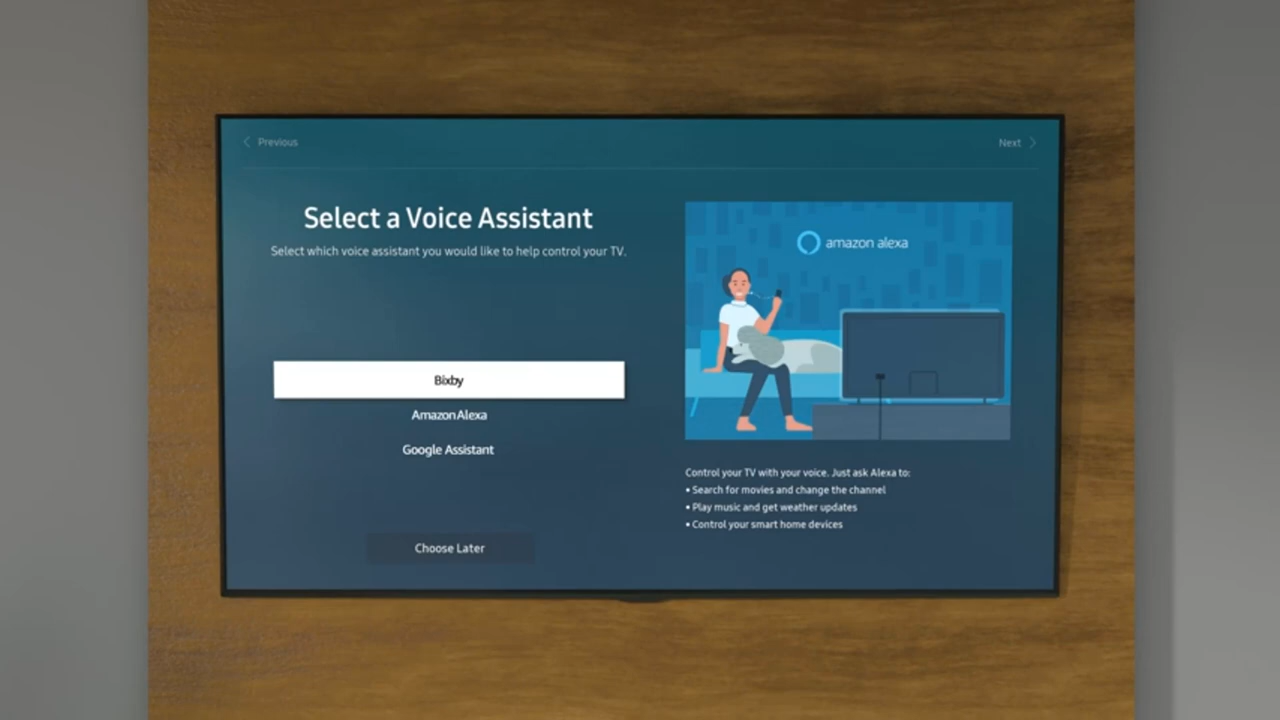 Previous
Next
Select a Voice Assistant
Select which voice assistant you would like to help control your TV.
Bixby
Amazon Alexa
Google Assistant
Choose Later
amazon alexa
Control your TV with your voice. Just ask Alexa to:
• Search for movies and change the channel
• Play music and get weather updates
• Control your smart home devices